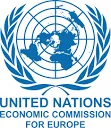 UNITED NATIONS
ECONOMIC COMMISSION
FOR EUROPE